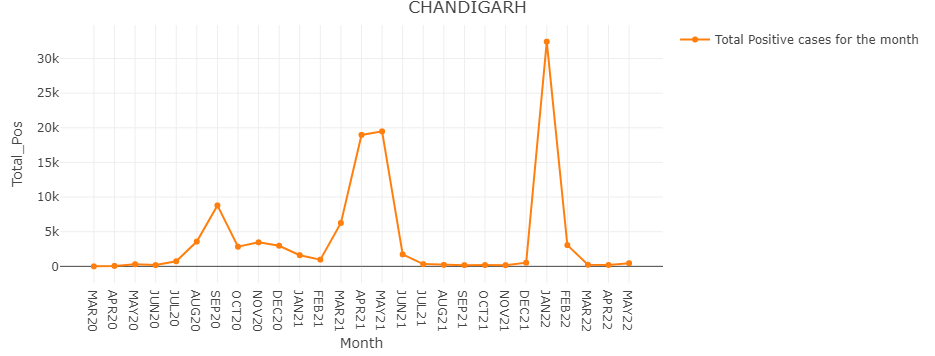 CHANDIGARH
Total Positive cases for the month
Total_Pos
30k
25k
20k
15k
10k
5k
0
MAR20
APR20
MAY20
JUN20
JUL20
AUG20
SEP20
OCT20
NOV20
DEC20
JAN21
FEB21
MAR21
APR21
MAY21
JUN21
JUL21
AUG21
SEP21
OCT21
NOV21
DEC21
JAN22
FEB22
MAR22
APR22
MAY22
Month